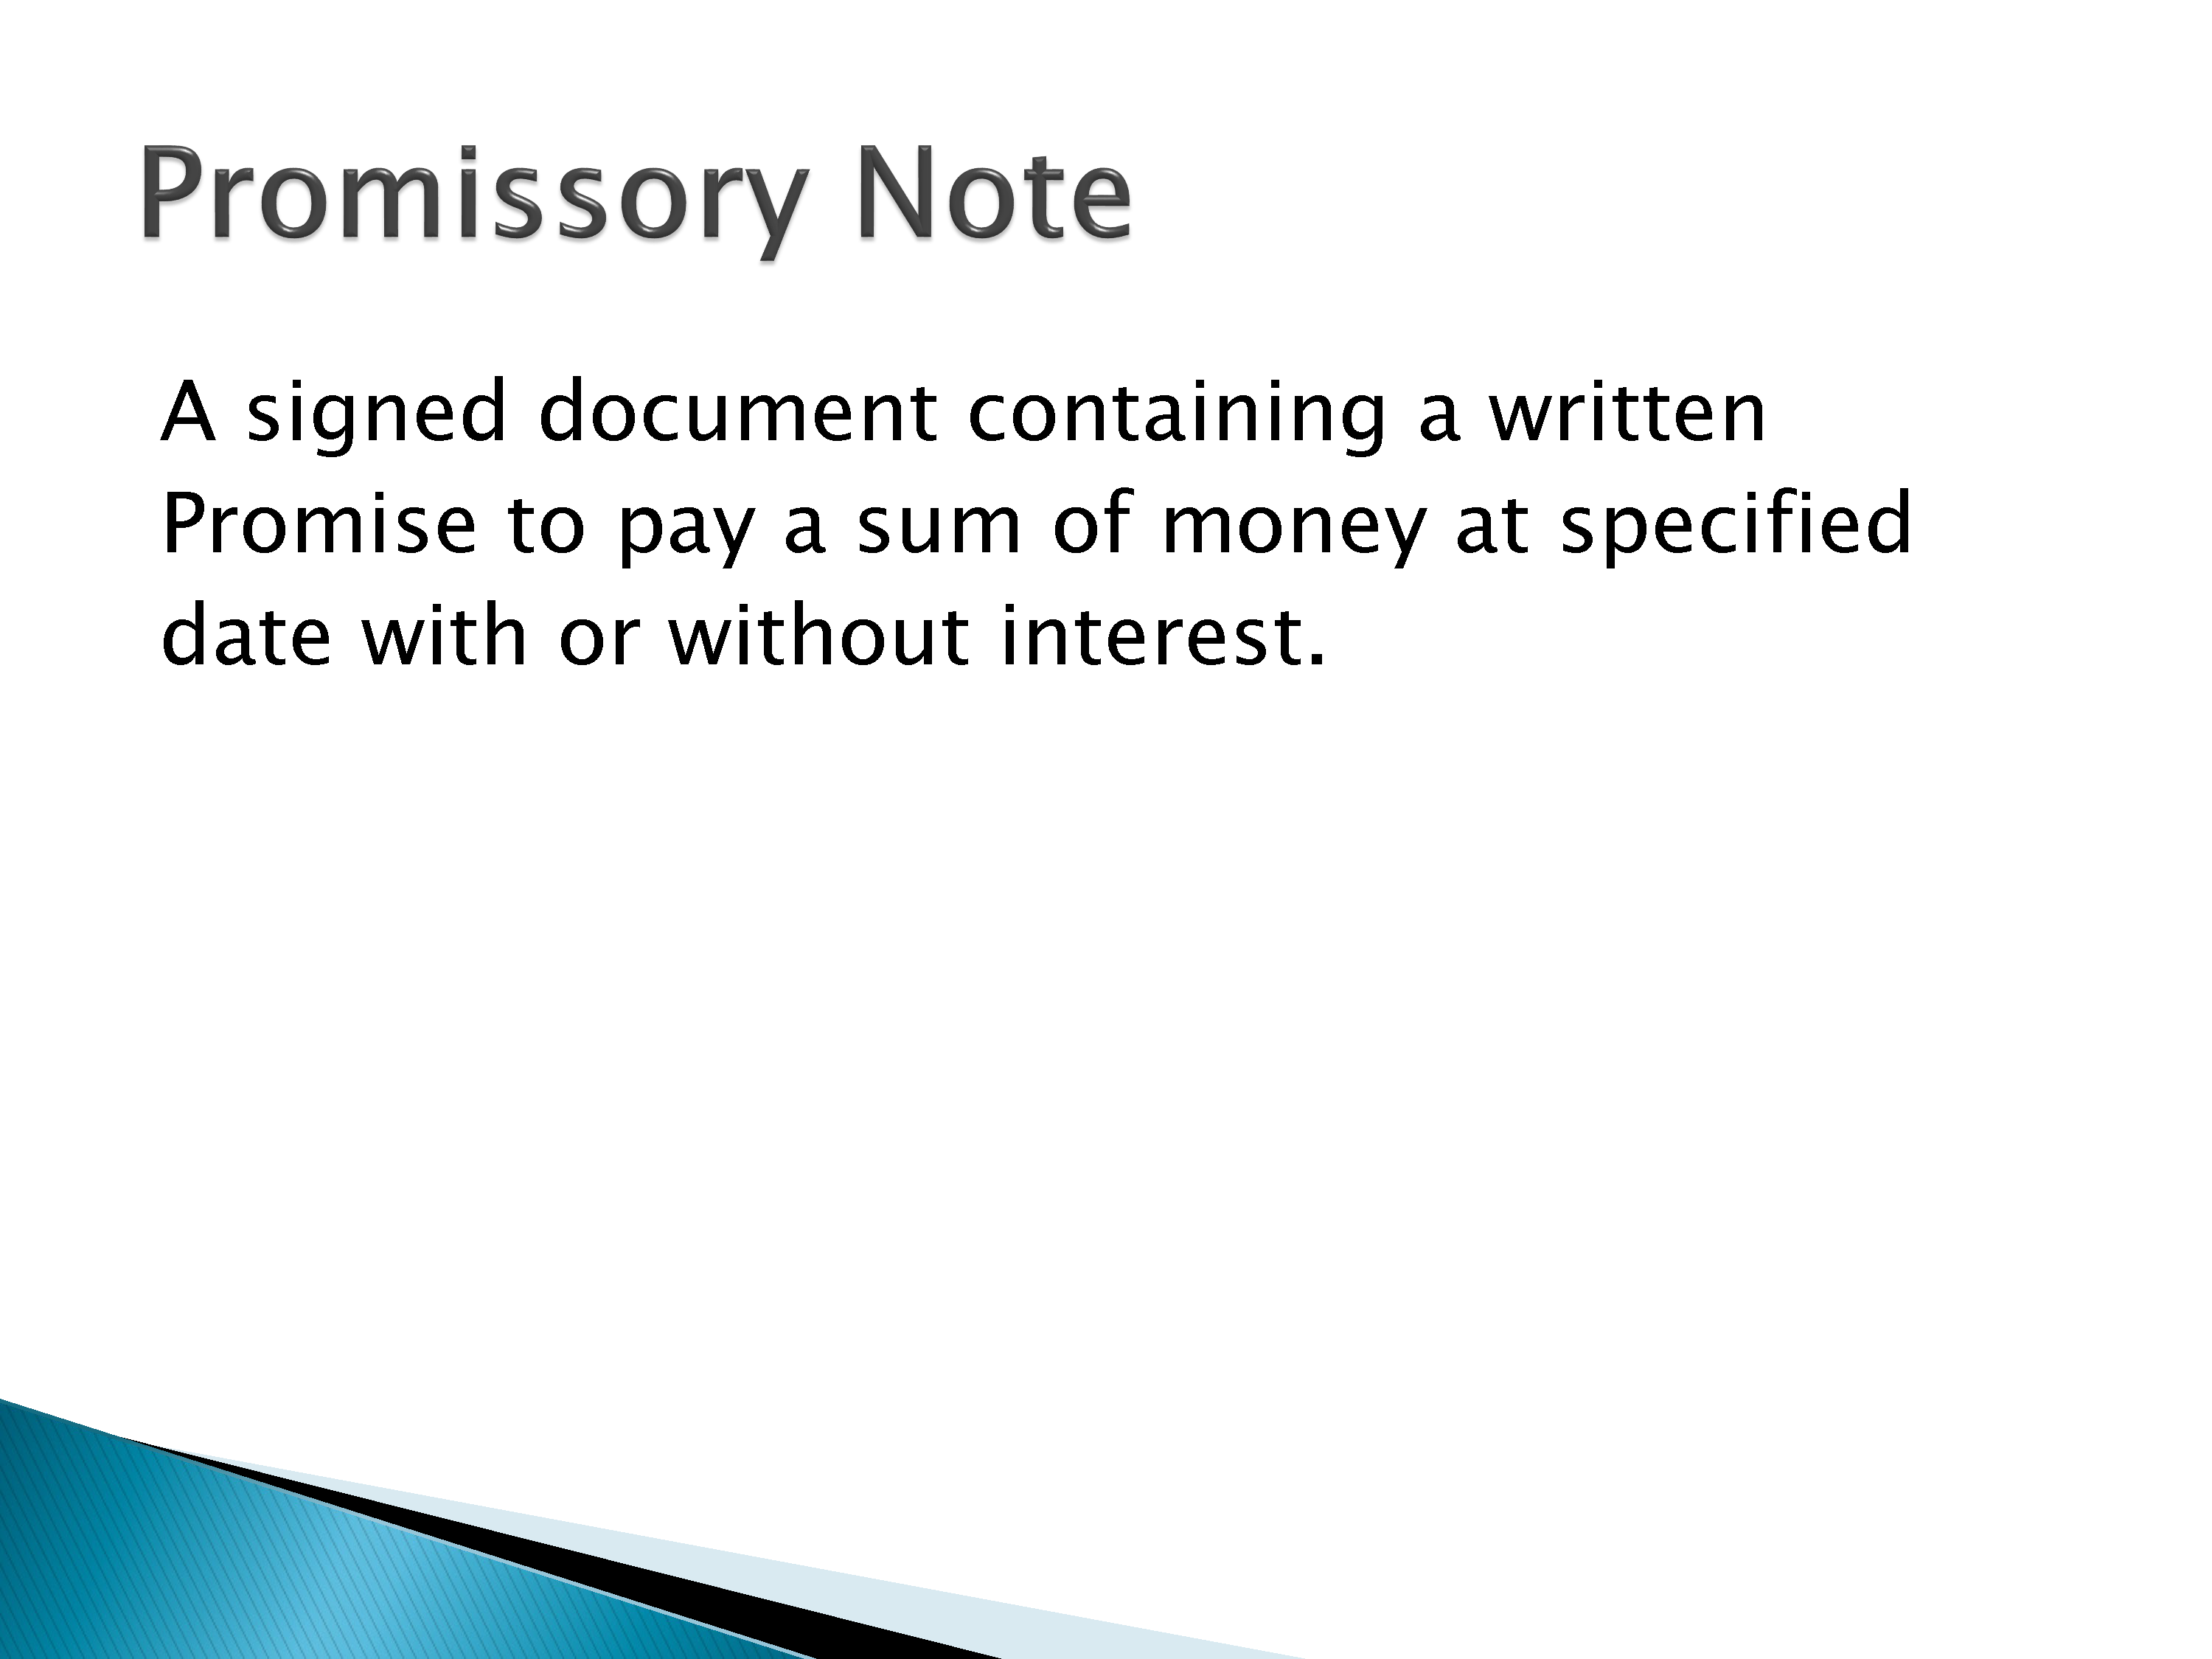 Promissory Note
A signed document containing a written
Promise to pay a sum of money at specified
date with or without interest.